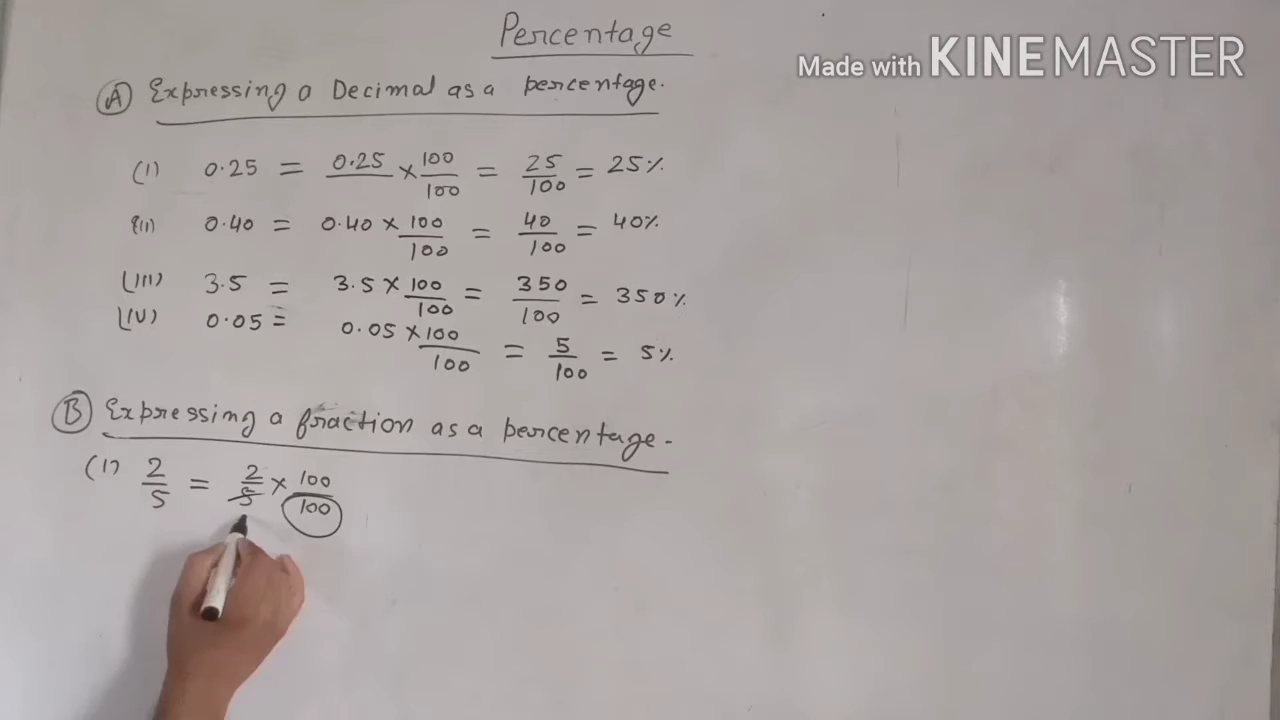 Percentage
Made with KINEMASTER
(A) Expressing a Decimal as a percentage.
(I) 0.25 = 0.25 × 100/100 = 25/100 = 25%
(II) 0.40 = 0.40 × 100/100 = 40/100 = 40%
(III) 3.5 = 3.5 × 100/100 = 350/100 = 350%
(IV) 0.05 = 0.05 × 100/100 = 5/100 = 5%
(B) Expressing a fraction as a percentage.
(I) 2/5 = 2/5 × 100/100